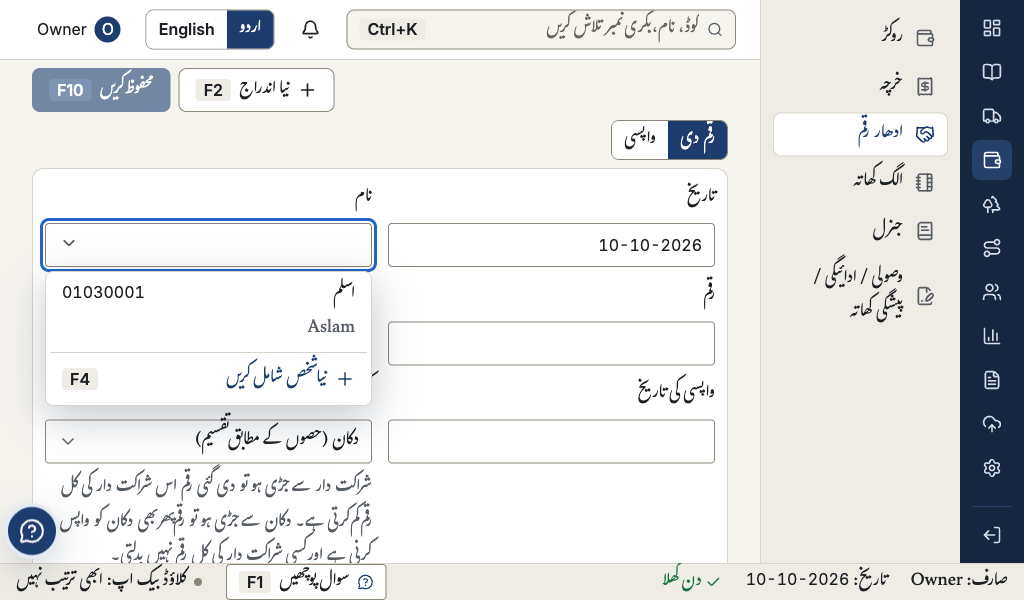 کوڈ، نام، بکری نمبر تلاش کریں Ctrl+K
اردو English
Owner O
روکڑ
خرچہ
ادھار رقم
الگ کھاتہ
جنرل
وصولی / ادائیگی /
پیشگی کھاتہ
نیا اندراج F2
محفوظ کریں F10
رقم دی واپسی
تاریخ نام
10-10-2026
اسلم 01030001
Aslam
نیا شخص شامل کریں F4
رقم
واپسی کی تاریخ
دکان (حصوں کے مطابق تقسیم)
شراکت دار سے جڑی ہو تو دی گئی رقم اس شراکت دار کی کل
رقم کم کرتی ہے۔ دکان سے جڑی ہو تو رقم پھر بھی دکان کو واپس
کرنی ہے اور کسی شراکت دار کی کل رقم نہیں بدلتی۔
صارف: Owner تاریخ: 10-10-2026 دن کھلا
سوال پوچھیں F1
کلاؤڈ بیک اپ: ابھی ترتیب نہیں